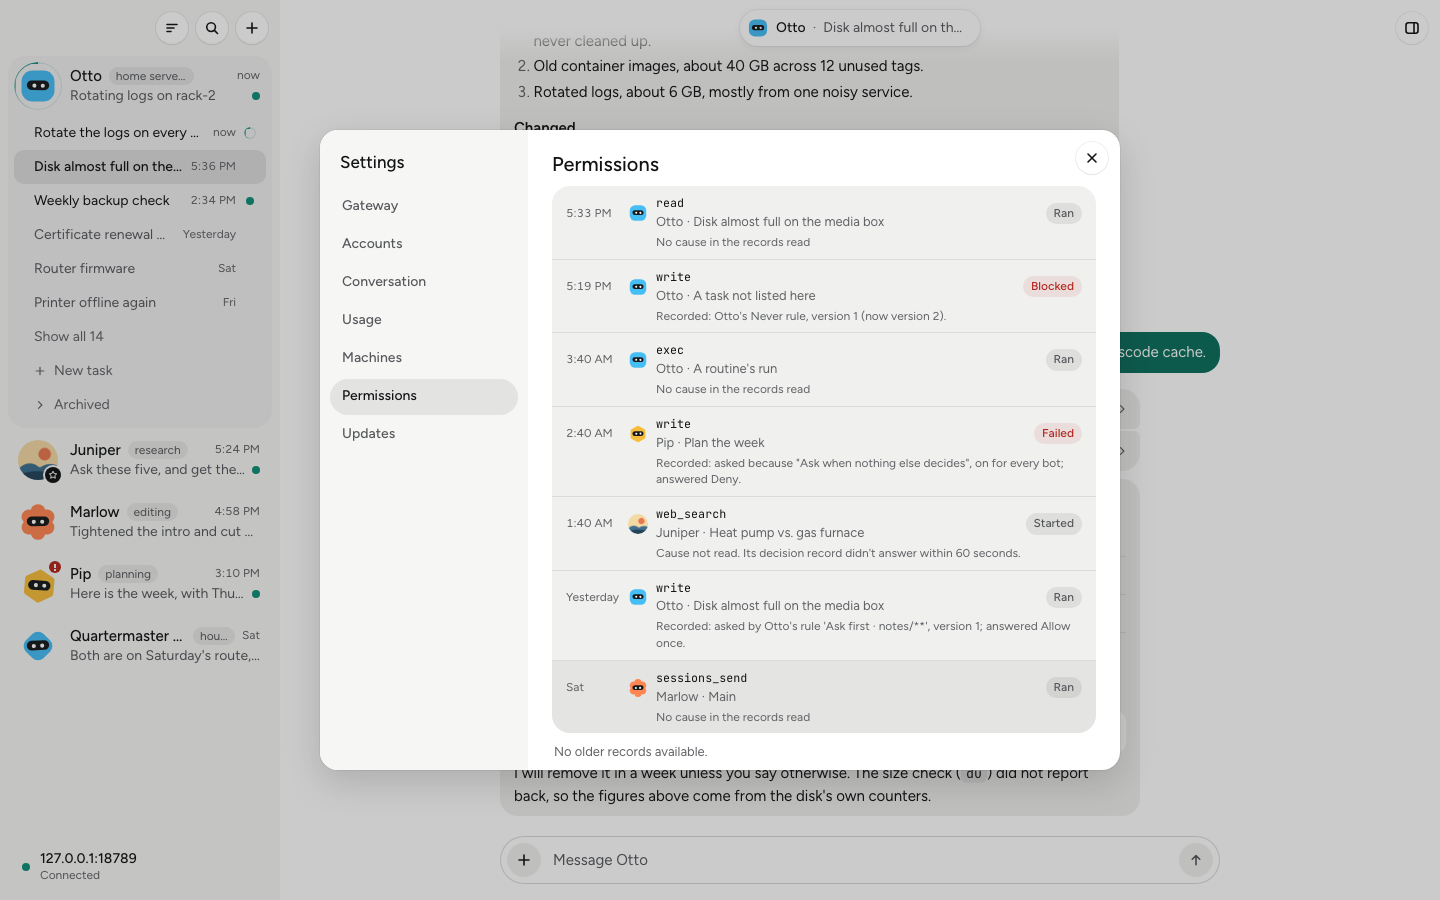 Otto · Disk almost full on th...
Otto home serve... now
Rotating logs on rack-2
Rotate the logs on every ... now
Disk almost full on the... 5:36 PM
Weekly backup check 2:34 PM
Certificate renewal ... Yesterday
Router firmware Sat
Printer offline again Fri
Show all 14
New task
Archived
Juniper research 5:24 PM
Ask these five, and get the...
Marlow editing 4:58 PM
Tightened the intro and cut ...
Pip planning 3:10 PM
Here is the week, with Thu...
Quartermaster ... hou... Sat
Both are on Saturday's route,...
127.0.0.1:18789
Connected
never cleaned up.
2. Old container images, about 40 GB across 12 unused tags.
3. Rotated logs, about 6 GB, mostly from one noisy service.
Changed
scode cache.
Settings
Gateway
Accounts
Conversation
Usage
Machines
Permissions
Updates
Permissions
read
5:33 PM Ran
Otto · Disk almost full on the media box
No cause in the records read
write
5:19 PM Blocked
Otto · A task not listed here
Recorded: Otto's Never rule, version 1 (now version 2).
exec
3:40 AM Ran
Otto · A routine's run
No cause in the records read
write
2:40 AM Failed
Pip · Plan the week
Recorded: asked because "Ask when nothing else decides", on for every bot;
answered Deny.
web_search
1:40 AM Started
Juniper · Heat pump vs. gas furnace
Cause not read. Its decision record didn't answer within 60 seconds.
write
Yesterday Ran
Otto · Disk almost full on the media box
Recorded: asked by Otto's rule 'Ask first · notes/**', version 1; answered Allow
once.
sessions_send
Sat Ran
Marlow · Main
No cause in the records read
No older records available.
I will remove it in a week unless you say otherwise. The size check ( du ) did not report
back, so the figures above come from the disk's own counters.
Message Otto